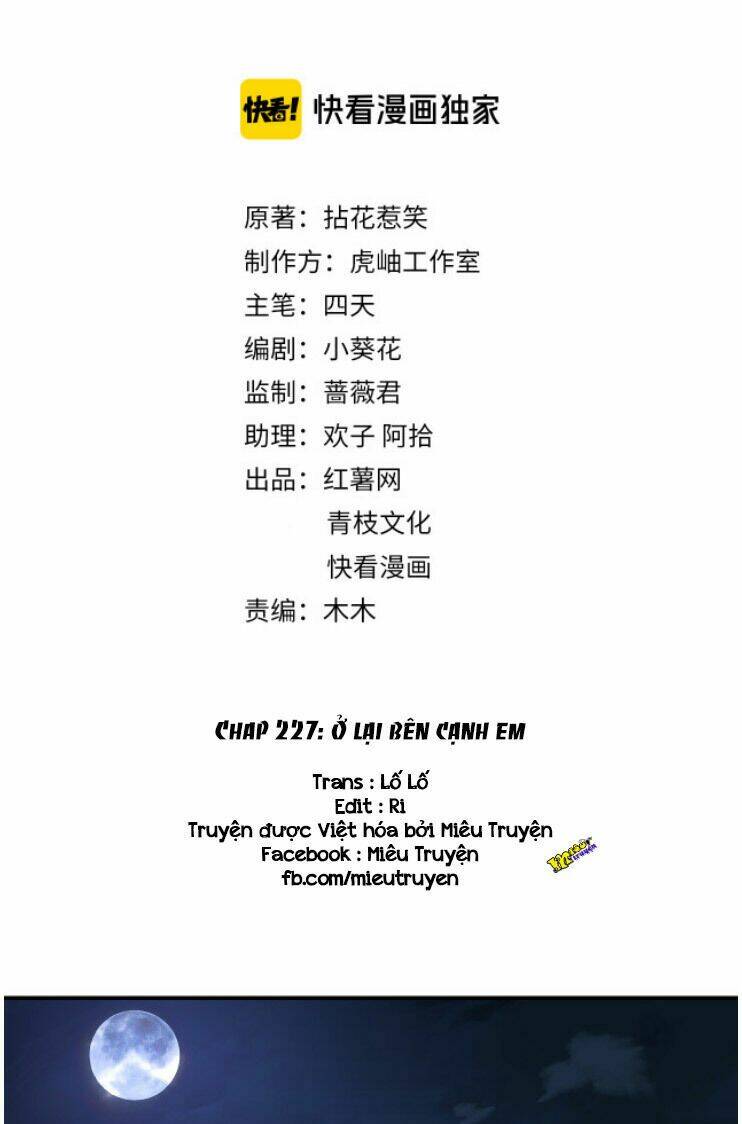 快看! 快看漫画独家
原著：拈花惹笑
制作方：虎岫工作室
主笔：四天
编剧：小葵花
监制：蔷薇君
助理：欢子 阿拾
出品：红薯网
青枝文化
快看漫画
责编：木木
CHAP 227: Ở LẠI BÊN CẠNH EM
Trans : Lố Lố
Edit : Ri
Truyện được Việt hóa bởi Miêu Truyện
Facebook : Miêu Truyện
fb.com/mieutruyen
Miêu Truyện